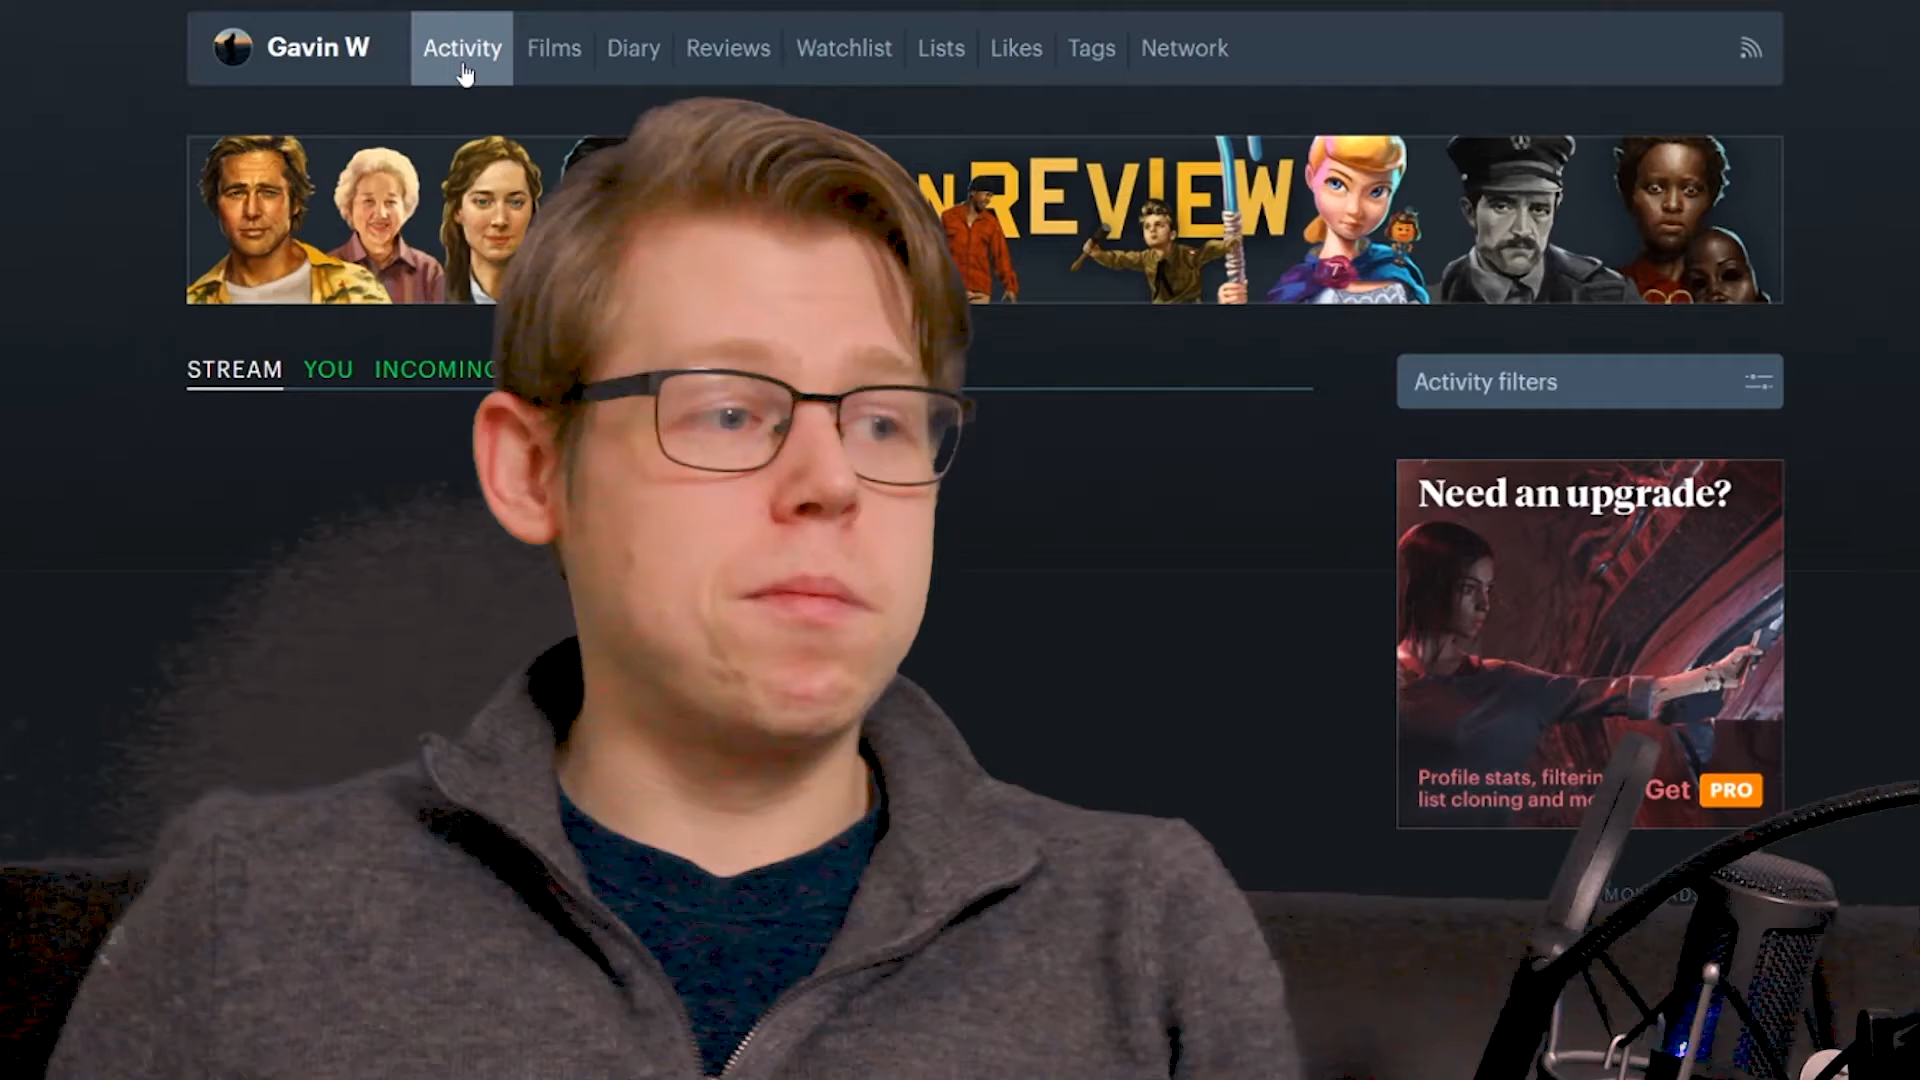 Gavin W Activity Films Diary Reviews Watchlist Lists Likes Tags Network
REVIEW
STREAM YOU INCOMING
Activity filters
Need an upgrade?
Profile stats,
list cloning and
Get PRO